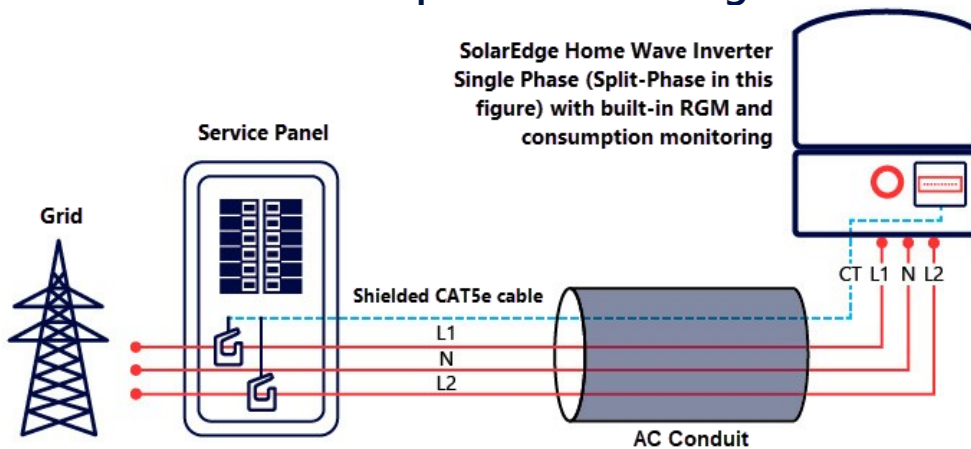 SolarEdge Home Wave Inverter
Single Phase (Split-Phase in this
figure) with built-in RGM and
consumption monitoring
Service Panel
Grid
CT L1 N L2
Shielded CAT5e cable
L1
N
L2
AC Conduit